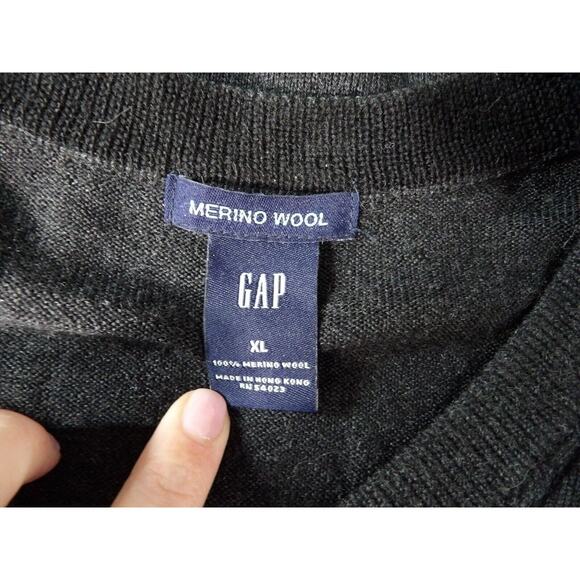 MERINO WOOL
GAP
XL
100% MERINO WOOL
MADE IN HONG KONG
RN 54023